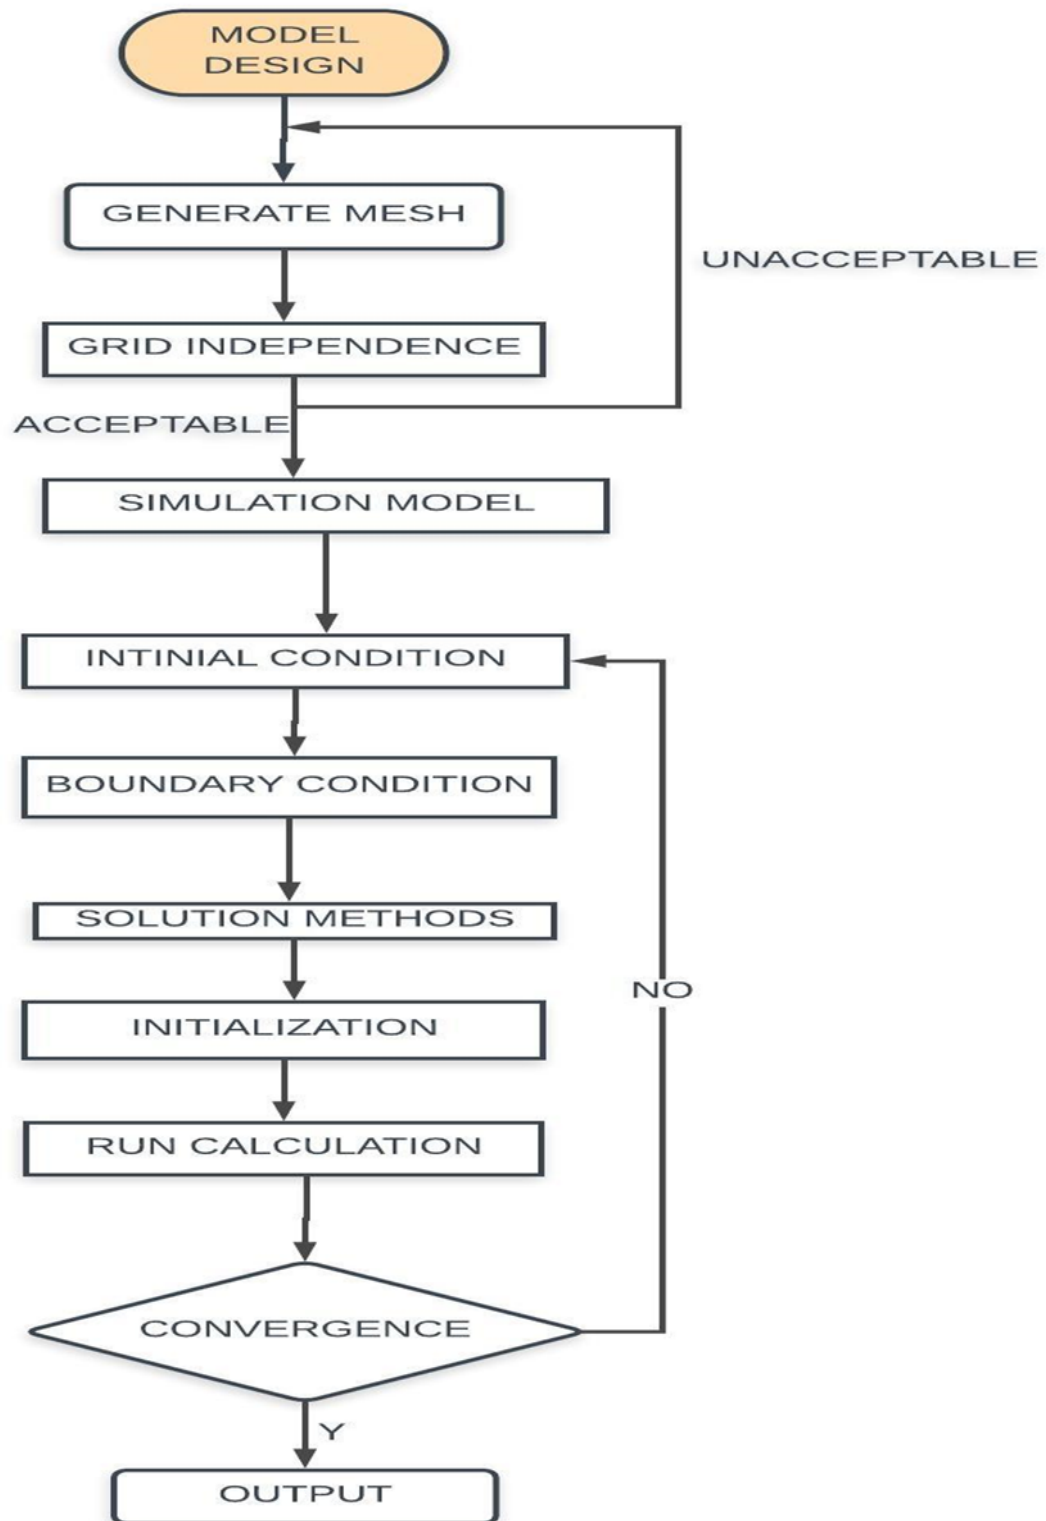 MODEL
DESIGN
GENERATE MESH
UNACCEPTABLE
GRID INDEPENDENCE
ACCEPTABLE
SIMULATION MODEL
INTINIAL CONDITION
BOUNDARY CONDITION
SOLUTION METHODS
NO
INITIALIZATION
RUN CALCULATION
CONVERGENCE
Y
OUTPUT